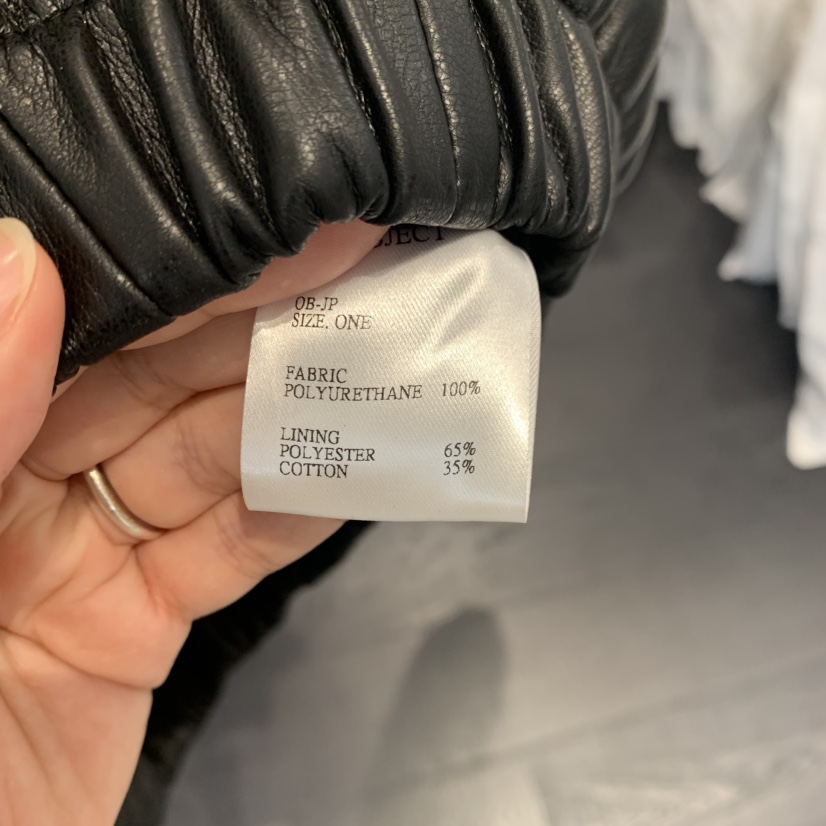 OB-JP
SIZE. ONE
FABRIC
POLYURETHANE 100%
LINING
POLYESTER 65%
COTTON 35%